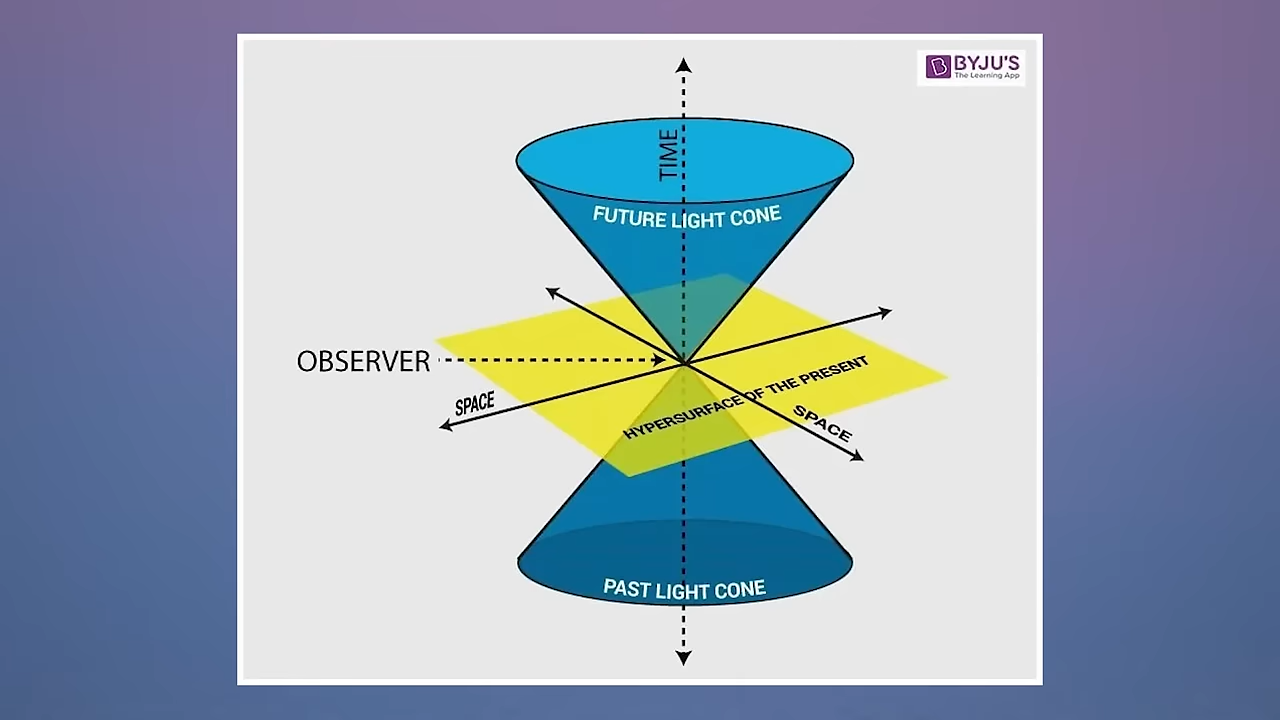 BYJU'S
The Learning App
TIME
FUTURE LIGHT CONE
OBSERVER
SPACE
HYPERSURFACE OF THE PRESENT
SPACE
PAST LIGHT CONE